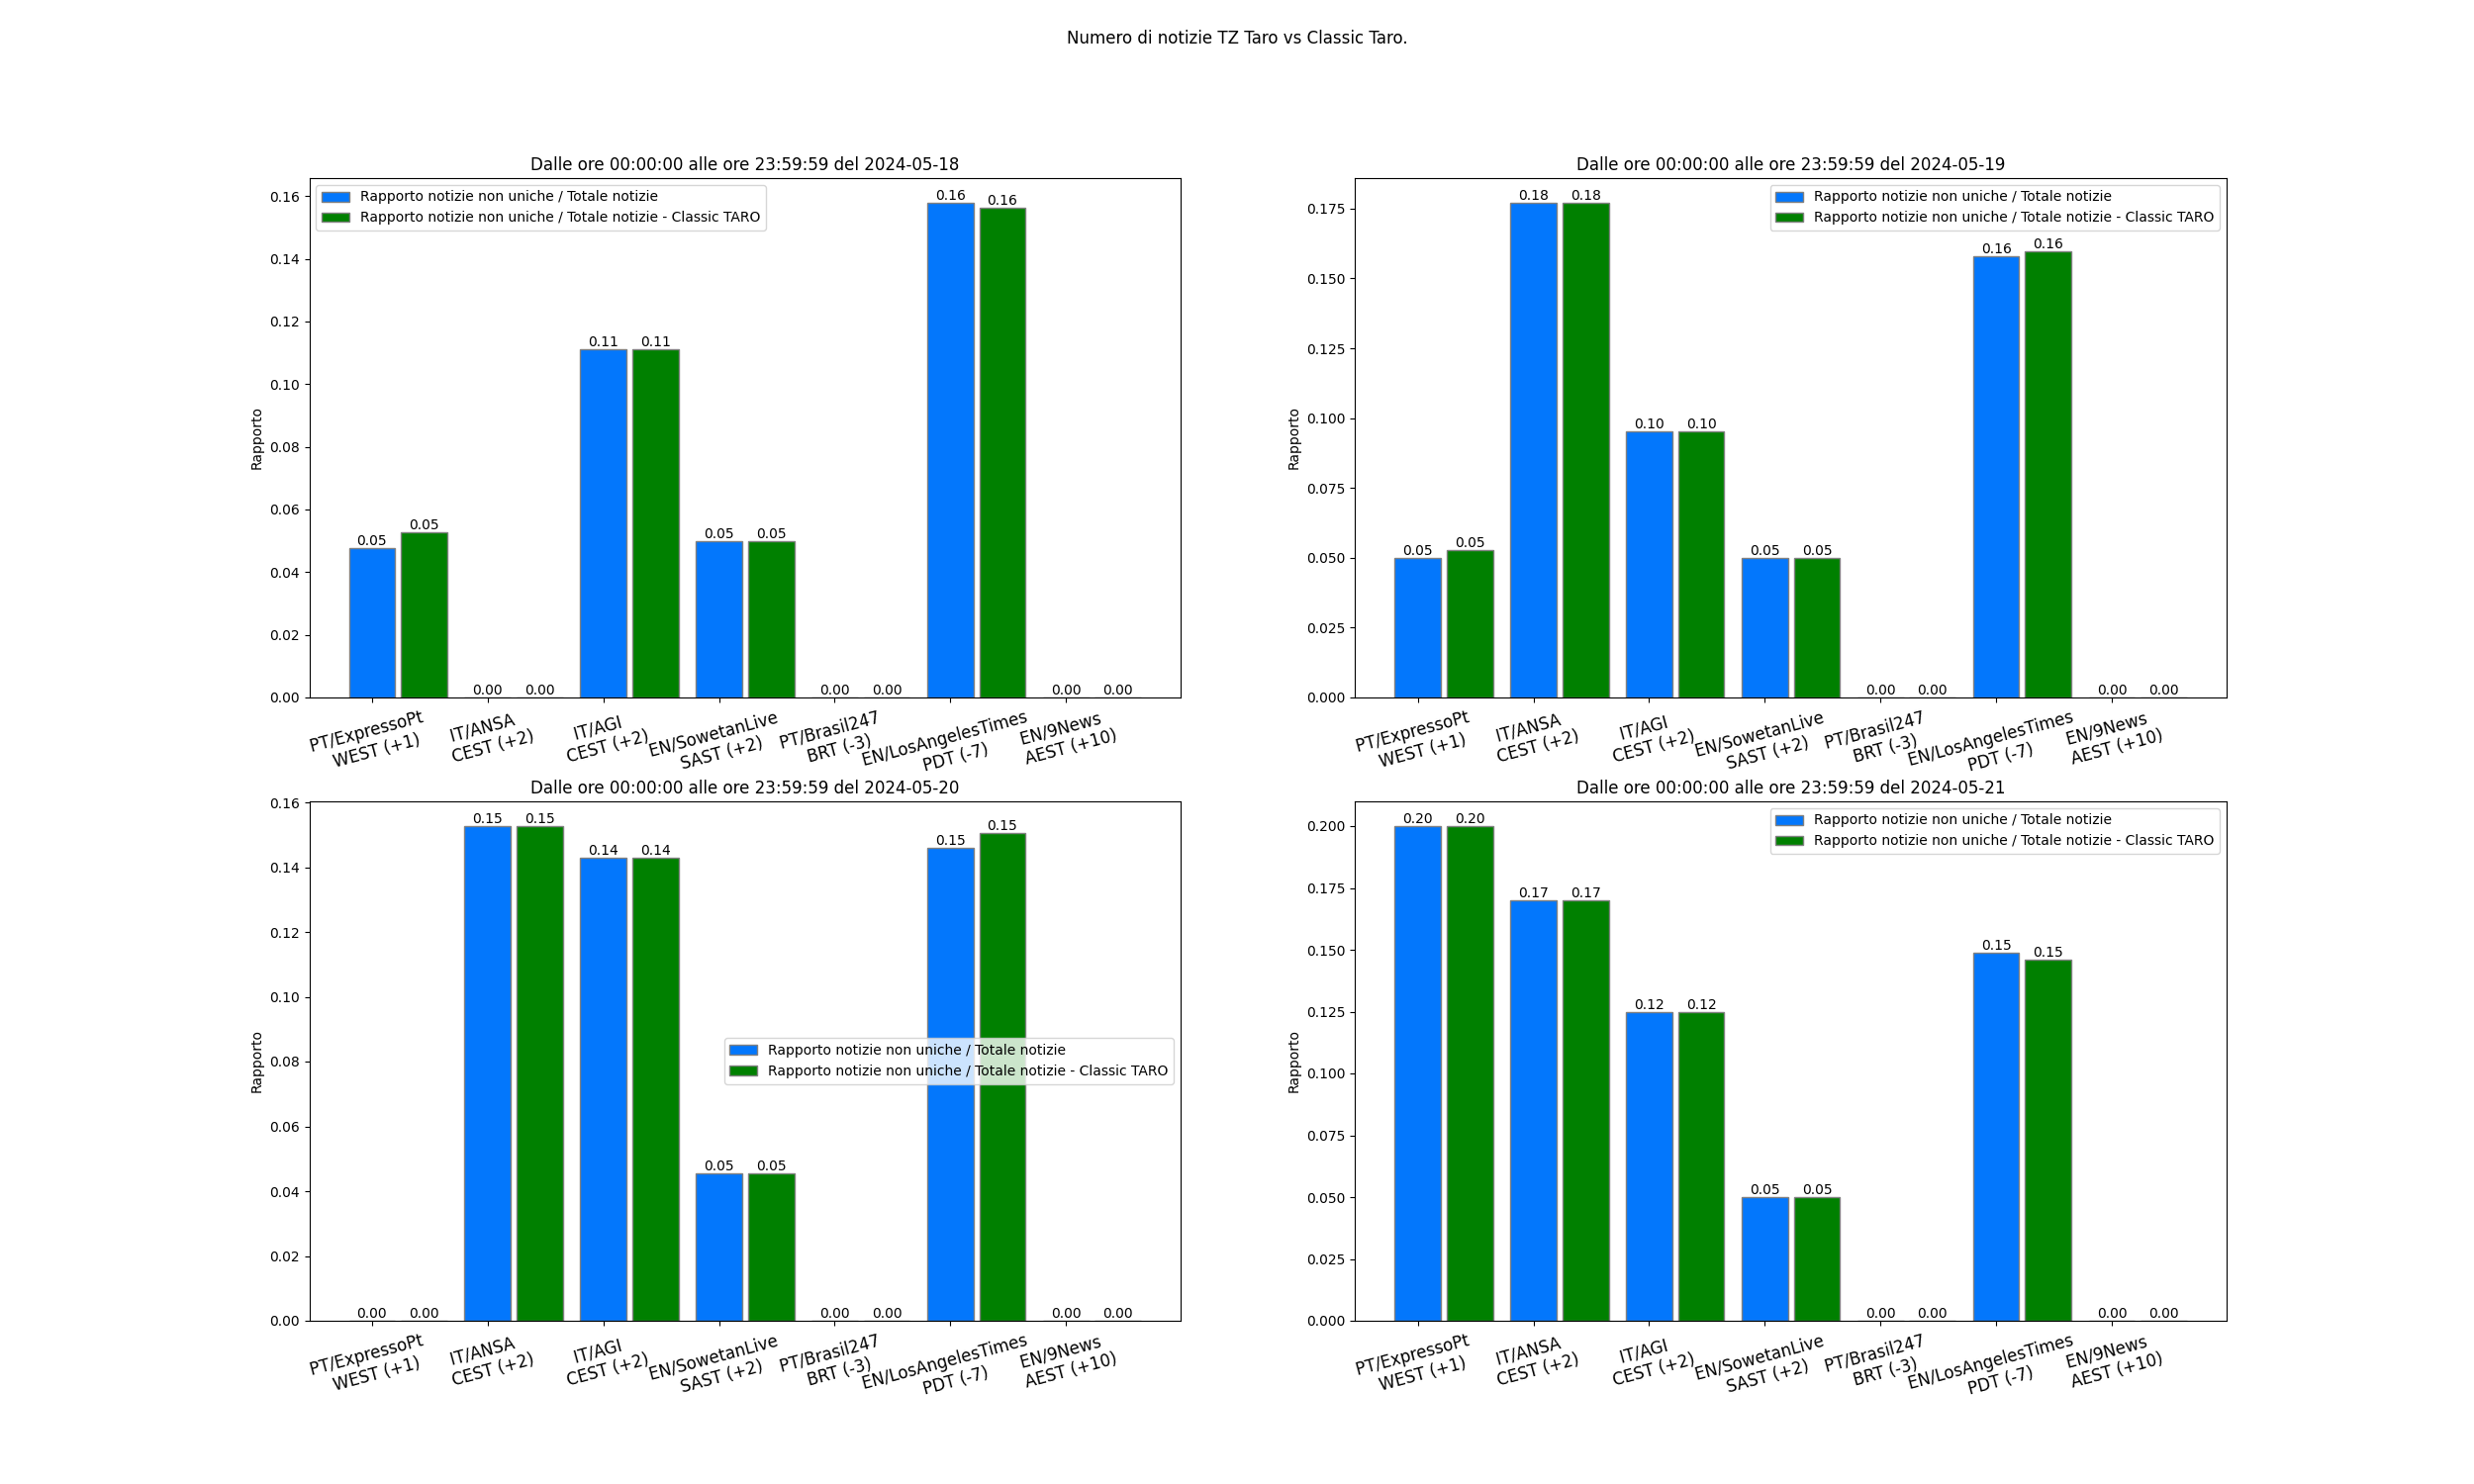 Numero di notizie TZ Taro vs Classic Taro.
Dalle ore 00:00:00 alle ore 23:59:59 del 2024-05-18
Rapporto notizie non uniche / Totale notizie
Rapporto notizie non uniche / Totale notizie - Classic TARO
Rapporto
0.16
0.14
0.12
0.10
0.08
0.06
0.04
0.02
0.00
0.05 0.05 0.00 0.00 0.11 0.11 0.05 0.05 0.00 0.00 0.16 0.16 0.00 0.00
PT/ExpressoPt
WEST (+1)
IT/ANSA
CEST (+2)
IT/AGI
CEST (+2)
EN/SowetanLive
SAST (+2)
PT/Brasil247
BRT (-3)
EN/LosAngelesTimes
PDT (-7)
EN/9News
AEST (+10)
Dalle ore 00:00:00 alle ore 23:59:59 del 2024-05-19
Rapporto notizie non uniche / Totale notizie
Rapporto notizie non uniche / Totale notizie - Classic TARO
Rapporto
0.175
0.150
0.125
0.100
0.075
0.050
0.025
0.000
0.05 0.05 0.18 0.18 0.10 0.10 0.05 0.05 0.00 0.00 0.16 0.16 0.00 0.00
PT/ExpressoPt
WEST (+1)
IT/ANSA
CEST (+2)
IT/AGI
CEST (+2)
EN/SowetanLive
SAST (+2)
PT/Brasil247
BRT (-3)
EN/LosAngelesTimes
PDT (-7)
EN/9News
AEST (+10)
Dalle ore 00:00:00 alle ore 23:59:59 del 2024-05-20
Rapporto notizie non uniche / Totale notizie
Rapporto notizie non uniche / Totale notizie - Classic TARO
Rapporto
0.16
0.14
0.12
0.10
0.08
0.06
0.04
0.02
0.00
0.00 0.00 0.15 0.15 0.14 0.14 0.05 0.05 0.00 0.00 0.15 0.15 0.00 0.00
PT/ExpressoPt
WEST (+1)
IT/ANSA
CEST (+2)
IT/AGI
CEST (+2)
EN/SowetanLive
SAST (+2)
PT/Brasil247
BRT (-3)
EN/LosAngelesTimes
PDT (-7)
EN/9News
AEST (+10)
Dalle ore 00:00:00 alle ore 23:59:59 del 2024-05-21
Rapporto notizie non uniche / Totale notizie
Rapporto notizie non uniche / Totale notizie - Classic TARO
Rapporto
0.200
0.175
0.150
0.125
0.100
0.075
0.050
0.025
0.000
0.20 0.20 0.17 0.17 0.12 0.12 0.05 0.05 0.00 0.00 0.15 0.15 0.00 0.00
PT/ExpressoPt
WEST (+1)
IT/ANSA
CEST (+2)
IT/AGI
CEST (+2)
EN/SowetanLive
SAST (+2)
PT/Brasil247
BRT (-3)
EN/LosAngelesTimes
PDT (-7)
EN/9News
AEST (+10)